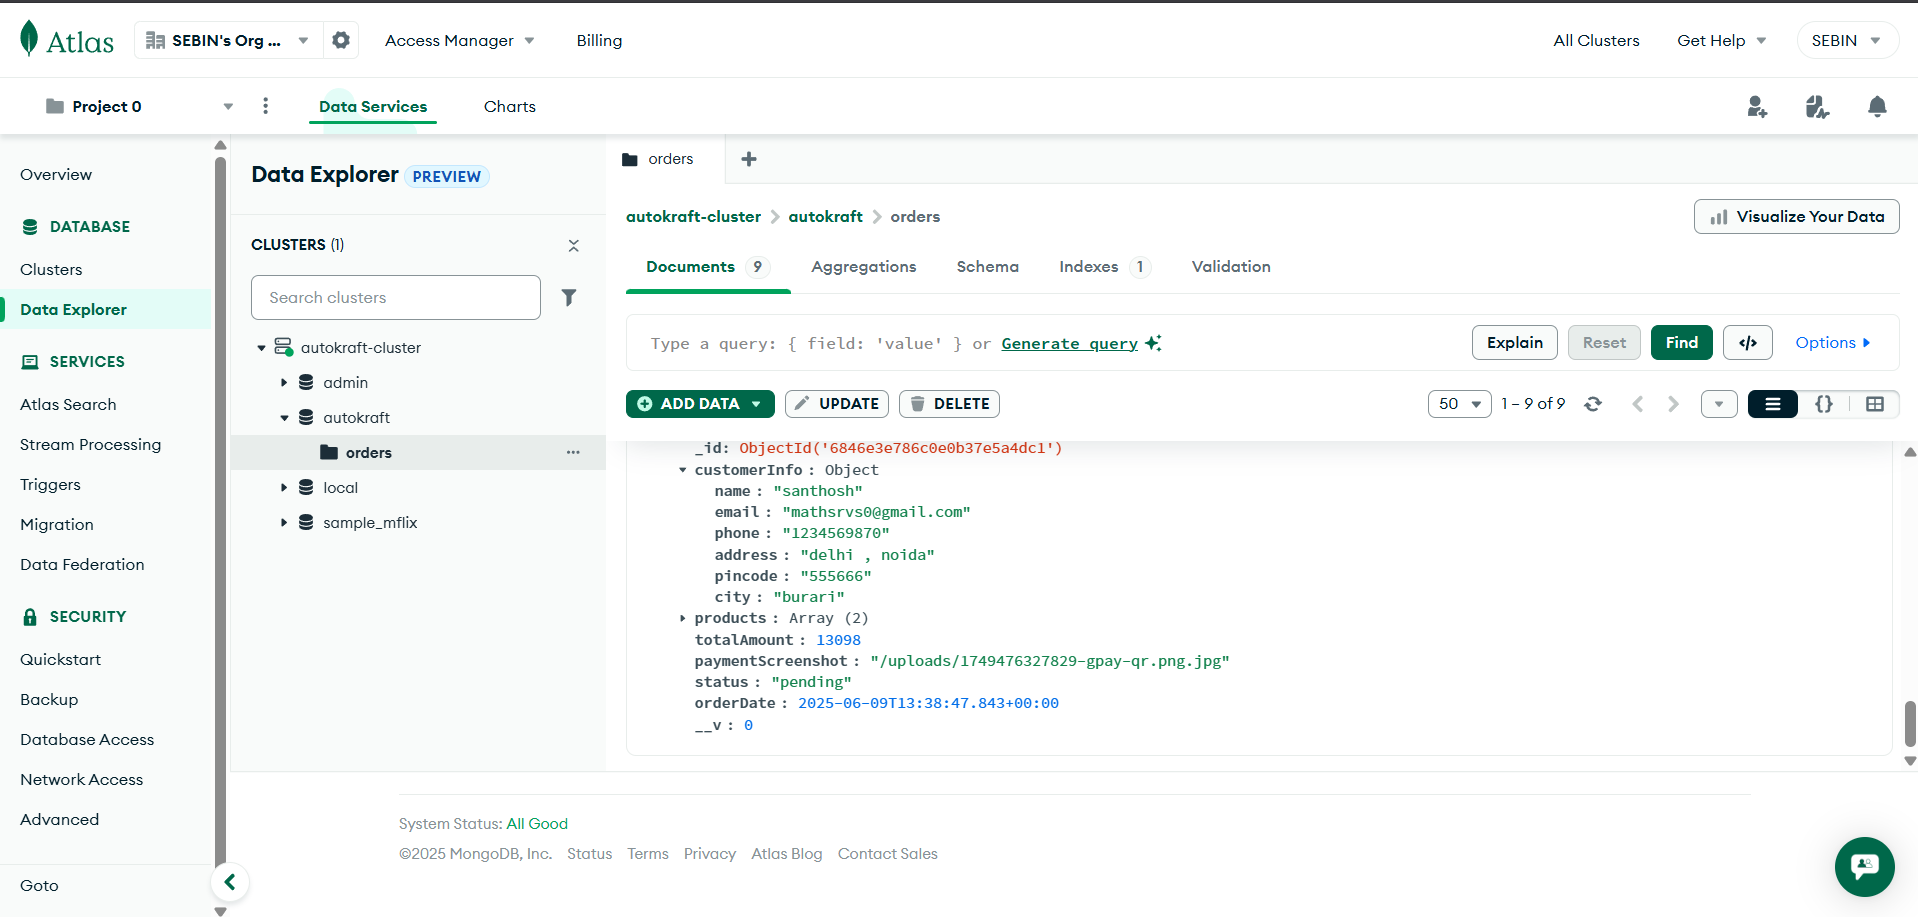 Atlas
SEBIN's Org ...
Access Manager
Billing
All Clusters
Get Help
SEBIN
Project 0
Data Services
Charts
Overview
DATABASE
Clusters
Data Explorer
SERVICES
Atlas Search
Stream Processing
Triggers
Migration
Data Federation
SECURITY
Quickstart
Backup
Database Access
Network Access
Advanced
Goto
Data Explorer PREVIEW
CLUSTERS (1)
Search clusters
autokraft-cluster
admin
autokraft
orders
local
sample_mflix
orders
autokraft-cluster
autokraft
orders
Visualize Your Data
Documents 9
Aggregations
Schema
Indexes 1
Validation
Type a query: { field: 'value' } or Generate query
Explain
Reset
Find
</>
Options
ADD DATA
UPDATE
DELETE
50
1 – 9 of 9
{}
_id: ObjectId('6846e3e786c0e0b37e5a4dc1')
customerInfo : Object
name : "santhosh"
email : "mathsrvs0@gmail.com"
phone : "1234569870"
address : "delhi , noida"
pincode : "555666"
city : "burari"
products : Array (2)
totalAmount : 13098
paymentScreenshot : "/uploads/1749476327829-gpay-qr.png.jpg"
status : "pending"
orderDate : 2025-06-09T13:38:47.843+00:00
__v : 0
System Status: All Good
©2025 MongoDB, Inc. Status Terms Privacy Atlas Blog Contact Sales